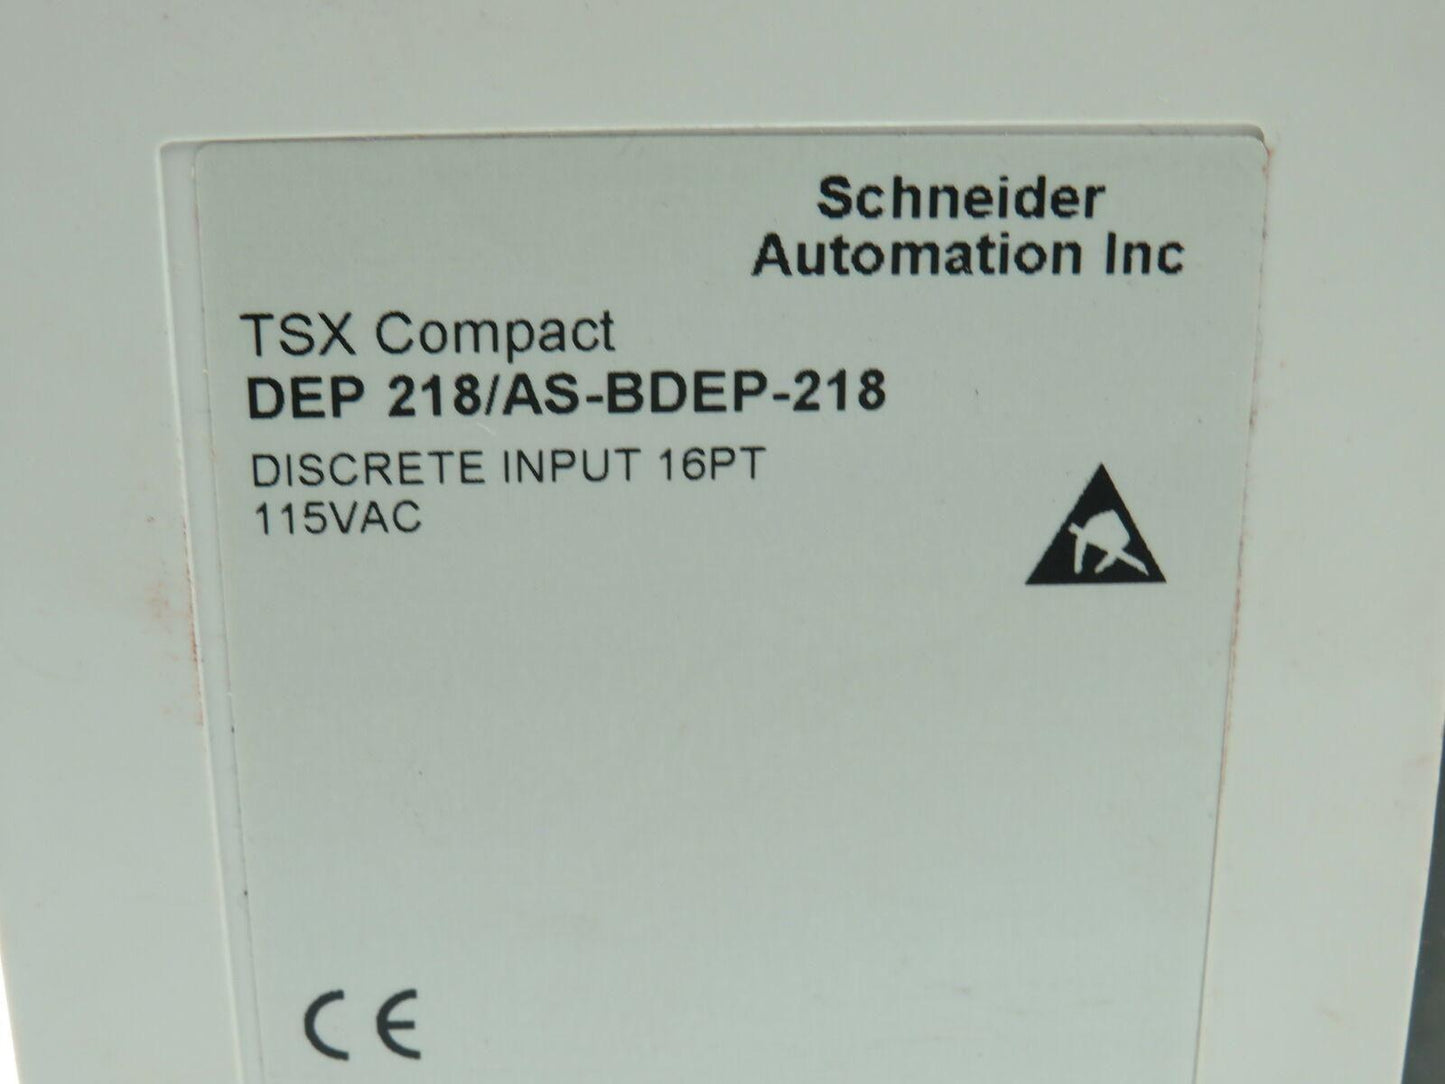 Schneider
Automation Inc
TSX Compact
DEP 218/AS-BDEP-218
DISCRETE INPUT 16PT
115VAC
CE